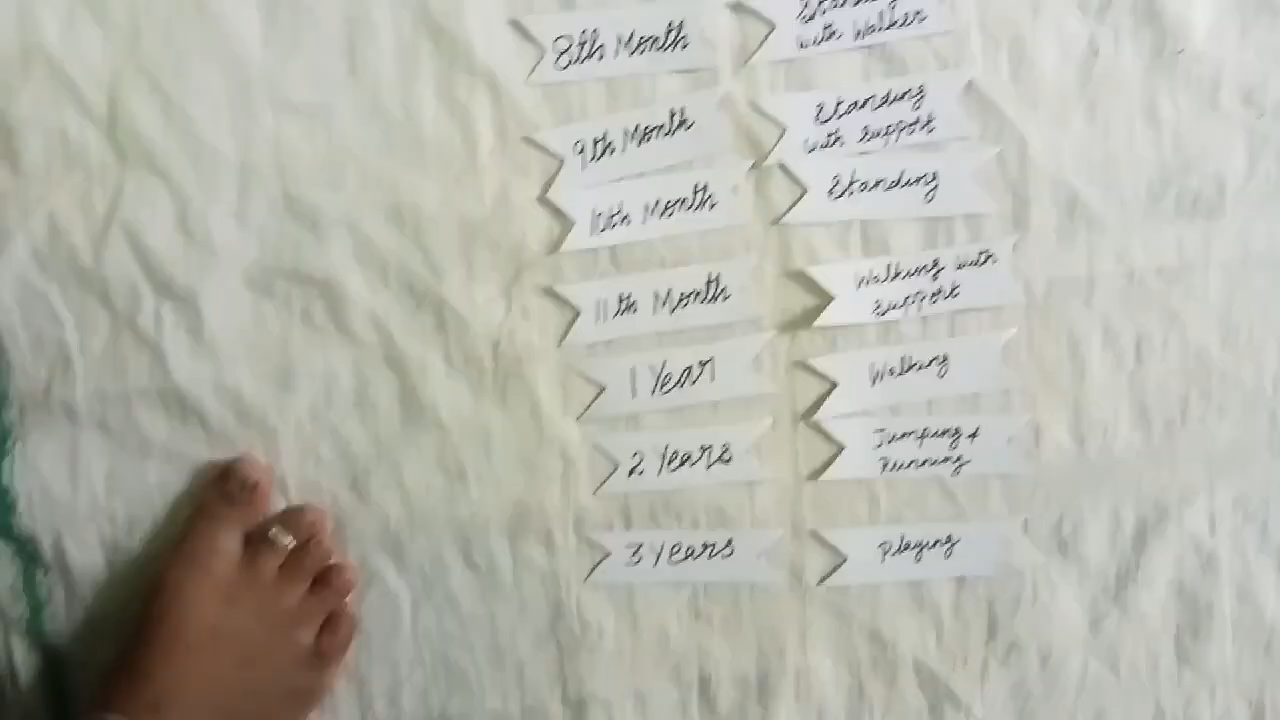 8th Month
Standing
with Walker
9th Month
Standing
with support
10th Month
Standing
11th Month
Walking with
support
1 Year
Walking
2 Years
Jumping &
Running
3 Years
Playing